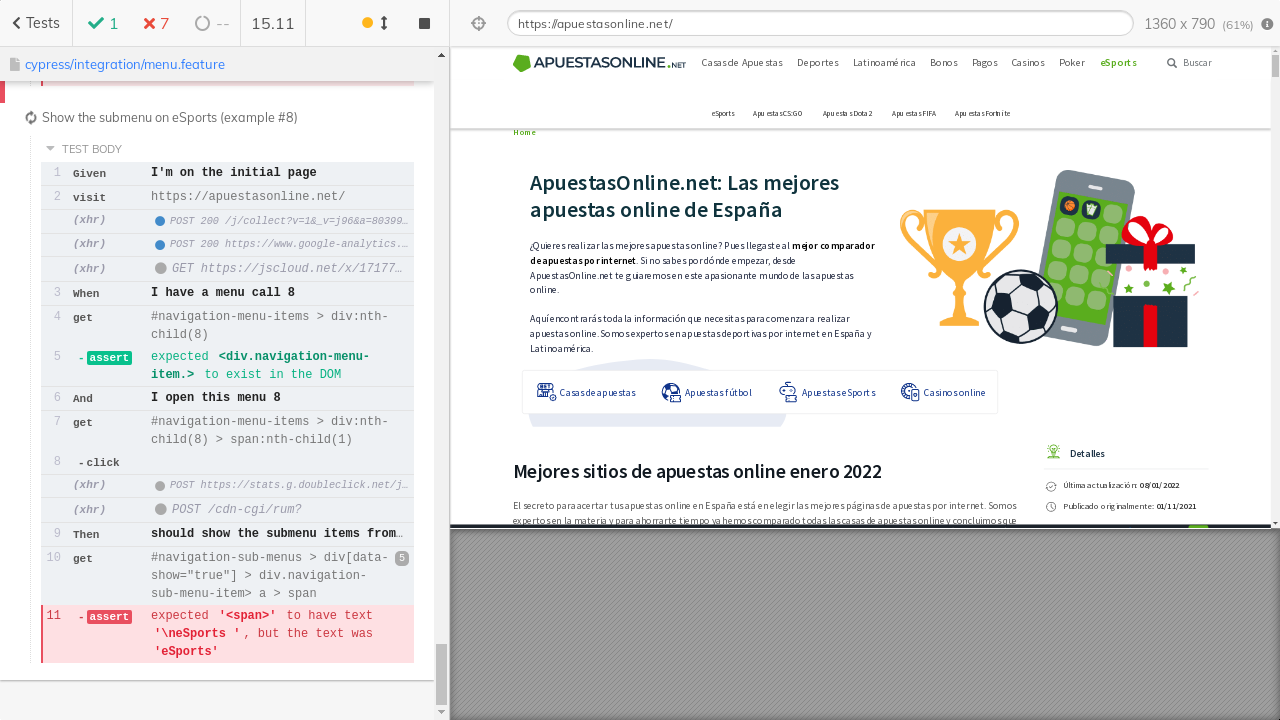 Tests
1
7
--
15.11
https://apuestasonline.net/
1360 x 790 (61%)
cypress/integration/menu.feature
Show the submenu on eSports (example #8)
TEST BODY
1 Given I'm on the initial page
2 visit https://apuestasonline.net/
(xhr) POST 200 /j/collect?v=1&_v=j96&a=80399…
(xhr) POST 200 https://www.google-analytics.…
(xhr) GET https://jscloud.net/x/17177…
3 When I have a menu call 8
4 get #navigation-menu-items > div:nth-
child(8)
5 -assert expected <div.navigation-menu-
item.> to exist in the DOM
6 And I open this menu 8
7 get #navigation-menu-items > div:nth-
child(8) > span:nth-child(1)
8 -click
(xhr) POST https://stats.g.doubleclick.net/j…
(xhr) POST /cdn-cgi/rum?
9 Then should show the submenu items from…
10 get #navigation-sub-menus > div[data-
show="true"] > div.navigation-
sub-menu-item> a > span
5
11 -assert expected '<span>' to have text
'\neSports ', but the text was
'eSports'
APUESTASONLINE.NET
Casas de Apuestas Deportes Latinoamérica Bonos Pagos Casinos Poker eSports Buscar
eSports Apuestas CS:GO Apuestas Dota 2 Apuestas FIFA Apuestas Fortnite
Home
ApuestasOnline.net: Las mejores
apuestas online de España
¿Quieres realizar las mejores apuestas online? Pues llegaste al mejor comparador
de apuestas por internet. Si no sabes por dónde empezar, desde
ApuestasOnline.net te guiaremos en este apasionante mundo de las apuestas
online.
Aquí encontrarás toda la información que necesitas para comenzar a realizar
apuestas online. Somos expertos en apuestas deportivas por internet en España y
Latinoamérica.
Casas de apuestas Apuestas fútbol Apuestas eSports Casinos online
Mejores sitios de apuestas online enero 2022
El secreto para acertar tus apuestas online en España está en elegir las mejores páginas de apuestas por internet. Somos
expertos en la materia y para ahorrarte tiempo ya hemos comparado todas las casas de apuestas online y concluimos que
Detalles
Última actualización: 08/01/2022
Publicado originalmente: 01/11/2021